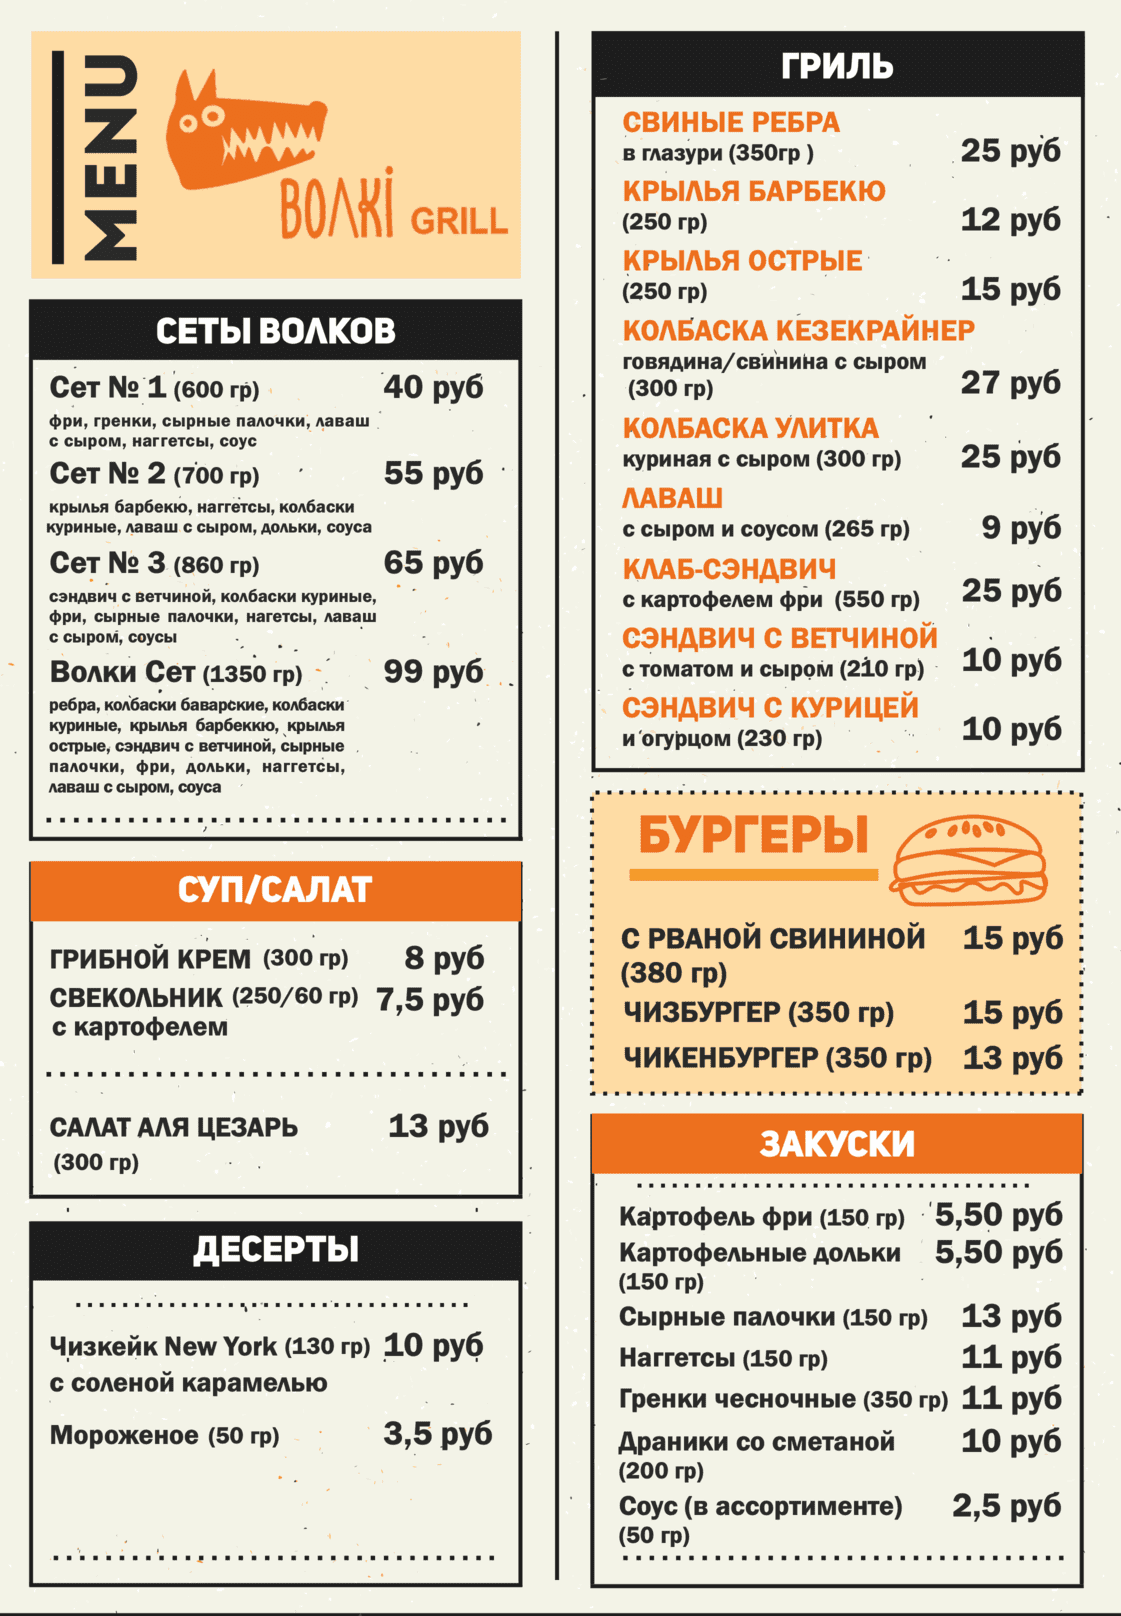 MENU
ВОЛКІ GRILL
СЕТЫ ВОЛКОВ
Сет № 1 (600 гр) 40 руб
фри, гренки, сырные палочки, лаваш
с сыром, наггетсы, соус
Сет № 2 (700 гр) 55 руб
крылья барбекю, наггетсы, колбаски
куриные, лаваш с сыром, дольки, соуса
Сет № 3 (860 гр) 65 руб
сэндвич с ветчиной, колбаски куриные,
фри, сырные палочки, нагетсы, лаваш
с сыром, соусы
Волки Сет (1350 гр) 99 руб
ребра, колбаски баварские, колбаски
куриные, крылья барбеккю, крылья
острые, сэндвич с ветчиной, сырные
палочки, фри, дольки, наггетсы,
лаваш с сыром, соуса
СУП/САЛАТ
ГРИБНОЙ КРЕМ (300 гр) 8 руб
СВЕКОЛЬНИК (250/60 гр) 7,5 руб
с картофелем
САЛАТ АЛЯ ЦЕЗАРЬ 13 руб
(300 гр)
ДЕСЕРТЫ
Чизкейк New York (130 гр) 10 руб
с соленой карамелью
Мороженое (50 гр) 3,5 руб
ГРИЛЬ
СВИНЫЕ РЕБРА
в глазури (350гр ) 25 руб
КРЫЛЬЯ БАРБЕКЮ
(250 гр) 12 руб
КРЫЛЬЯ ОСТРЫЕ
(250 гр) 15 руб
КОЛБАСКА КЕЗЕКРАЙНЕР
говядина/свинина с сыром
(300 гр) 27 руб
КОЛБАСКА УЛИТКА
куриная с сыром (300 гр) 25 руб
ЛАВАШ
с сыром и соусом (265 гр) 9 руб
КЛАБ-СЭНДВИЧ
с картофелем фри (550 гр) 25 руб
СЭНДВИЧ С ВЕТЧИНОЙ
с томатом и сыром (210 гр) 10 руб
СЭНДВИЧ С КУРИЦЕЙ
и огурцом (230 гр) 10 руб
БУРГЕРЫ
С РВАНОЙ СВИНИНОЙ 15 руб
(380 гр)
ЧИЗБУРГЕР (350 гр) 15 руб
ЧИКЕНБУРГЕР (350 гр) 13 руб
ЗАКУСКИ
Картофель фри (150 гр) 5,50 руб
Картофельные дольки 5,50 руб
(150 гр)
Сырные палочки (150 гр) 13 руб
Наггетсы (150 гр) 11 руб
Гренки чесночные (350 гр) 11 руб
Драники со сметаной 10 руб
(200 гр)
Соус (в ассортименте) 2,5 руб
(50 гр)